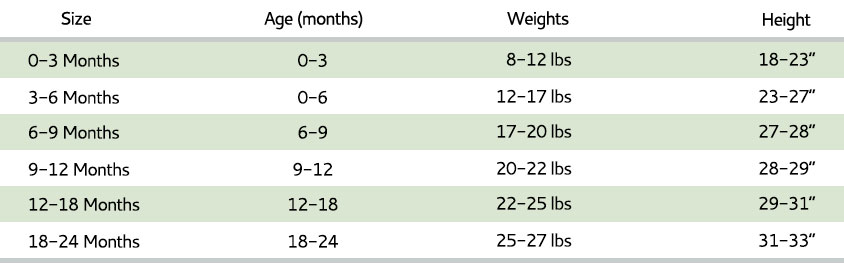 Size Age (months) Weights Height
0–3 Months 0–3 8–12 lbs 18–23"
3–6 Months 0–6 12–17 lbs 23–27"
6–9 Months 6–9 17–20 lbs 27–28"
9–12 Months 9–12 20–22 lbs 28–29"
12–18 Months 12–18 22–25 lbs 29–31"
18–24 Months 18–24 25–27 lbs 31–33"